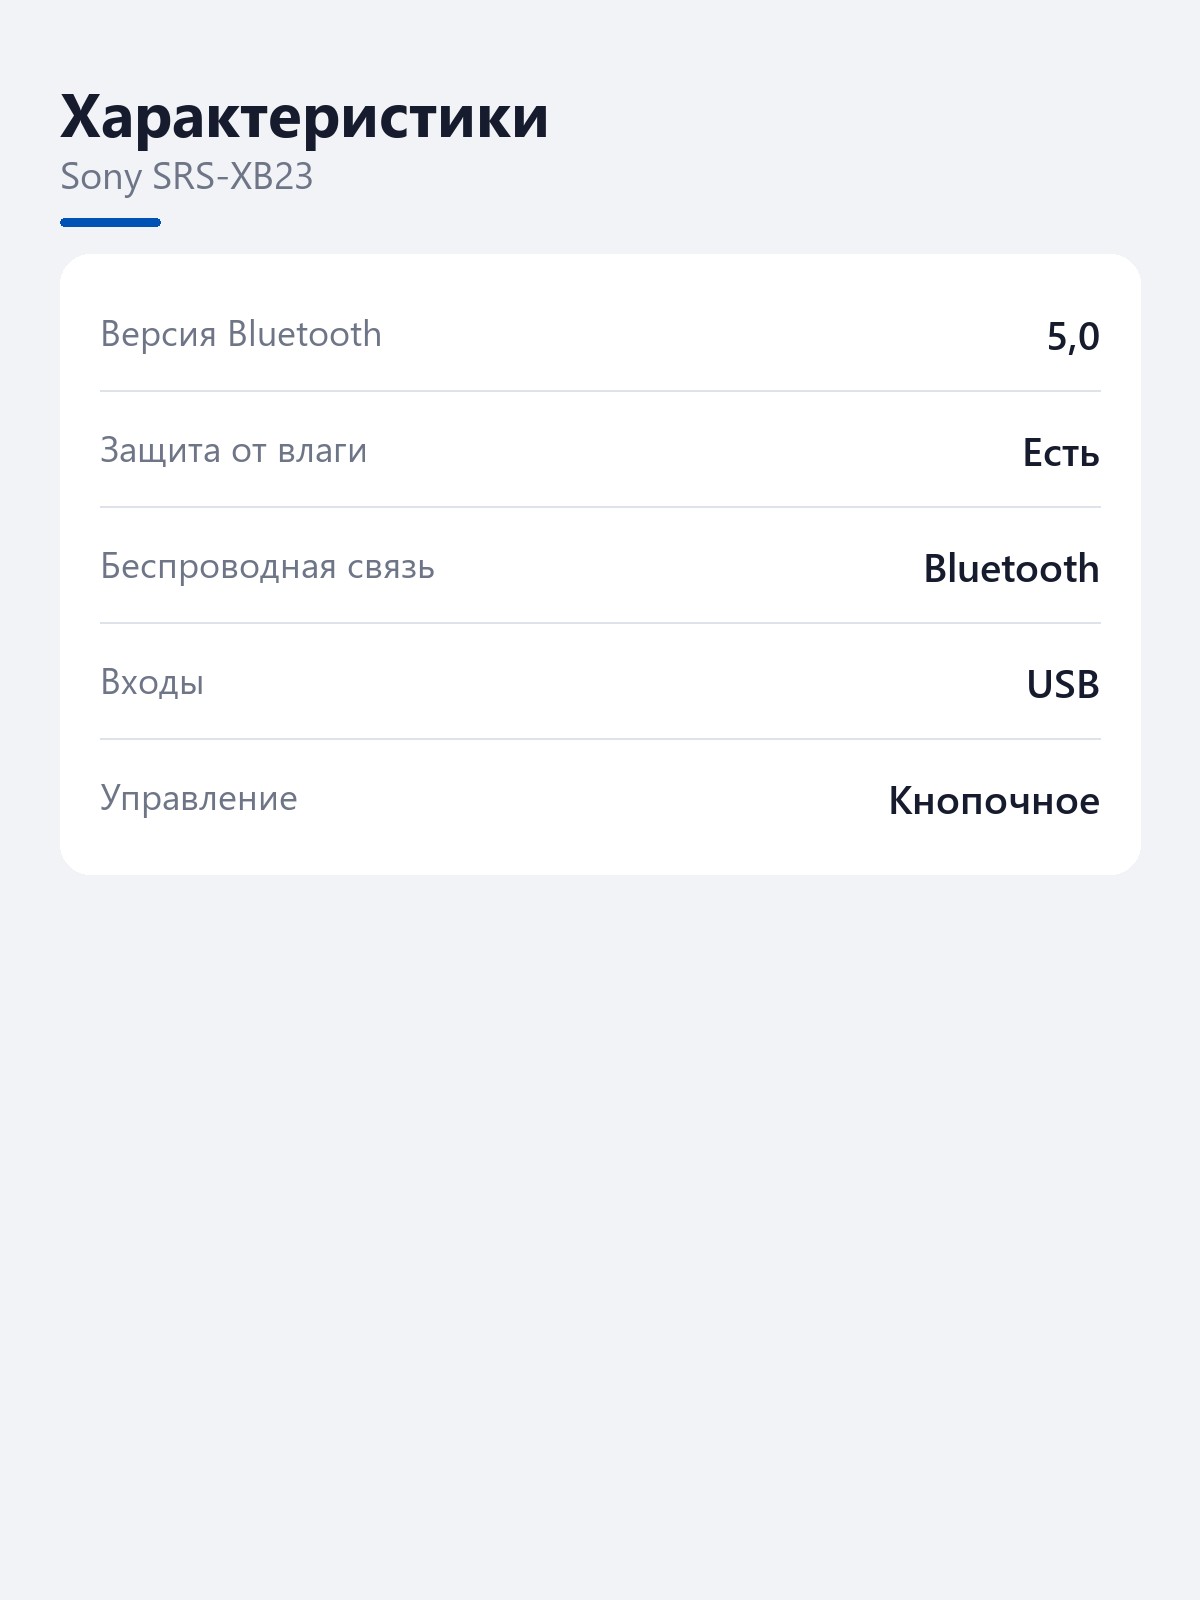 Характеристики
Sony SRS-XB23
Версия Bluetooth 5,0
Защита от влаги Есть
Беспроводная связь Bluetooth
Входы USB
Управление Кнопочное